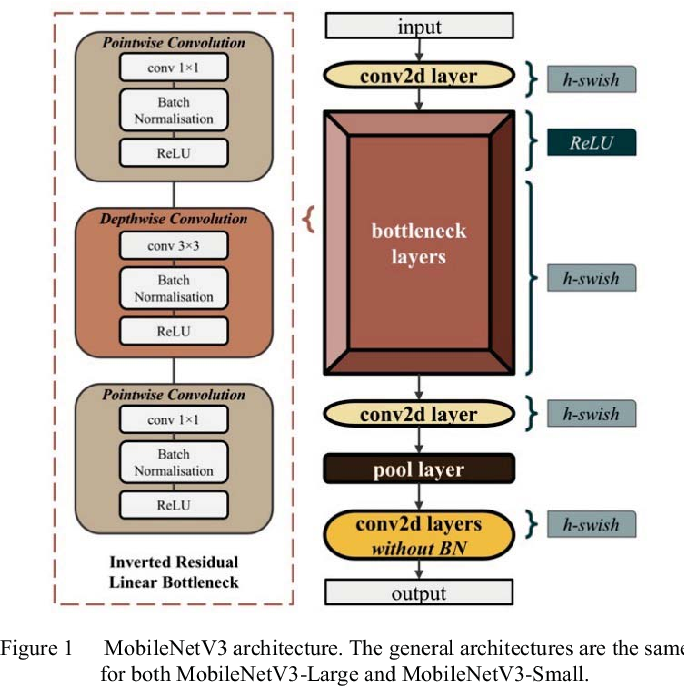 Pointwise Convolution
conv 1×1
Batch
Normalisation
ReLU
Depthwise Convolution
conv 3×3
Batch
Normalisation
ReLU
Pointwise Convolution
conv 1×1
Batch
Normalisation
ReLU
Inverted Residual
Linear Bottleneck
input
conv2d layer
h-swish
ReLU
bottleneck
layers
h-swish
conv2d layer
h-swish
pool layer
conv2d layers
without BN
h-swish
output
Figure 1 MobileNetV3 architecture. The general architectures are the same
for both MobileNetV3-Large and MobileNetV3-Small.